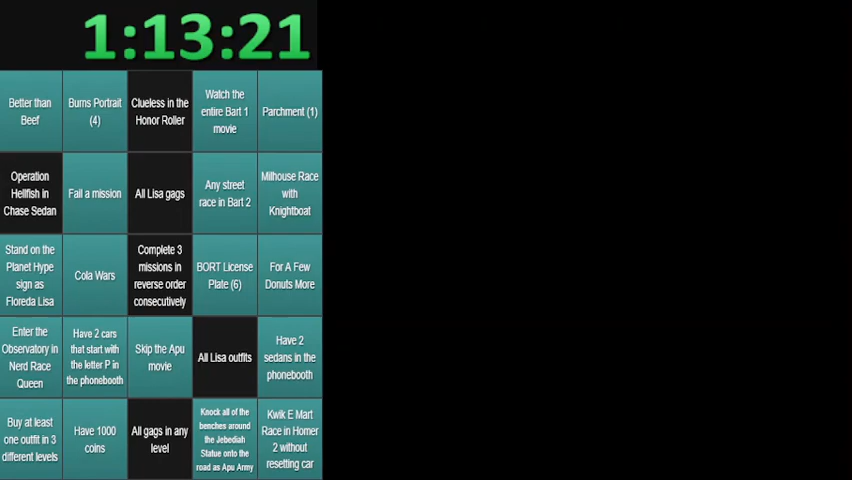 1:13:21
Better than
Beef
Burns Portrait
(4)
Clueless in the
Honor Roller
Watch the
entire Bart 1
movie
Parchment (1)
Operation
Hellfish in
Chase Sedan
Fail a mission
All Lisa gags
Any street
race in Bart 2
Milhouse Race
with
Knightboat
Stand on the
Planet Hype
sign as
Floreda Lisa
Cola Wars
Complete 3
missions in
reverse order
consecutively
BORT License
Plate (6)
For A Few
Donuts More
Enter the
Observatory in
Nerd Race
Queen
Have 2 cars
that start with
the letter P in
the phonebooth
Skip the Apu
movie
All Lisa outfits
Have 2
sedans in the
phonebooth
Buy at least
one outfit in 3
different levels
Have 1000
coins
All gags in any
level
Knock all of the
benches around
the Jebediah
Statue onto the
road as Apu Army
Kwik E Mart
Race in Homer
2 without
resetting car